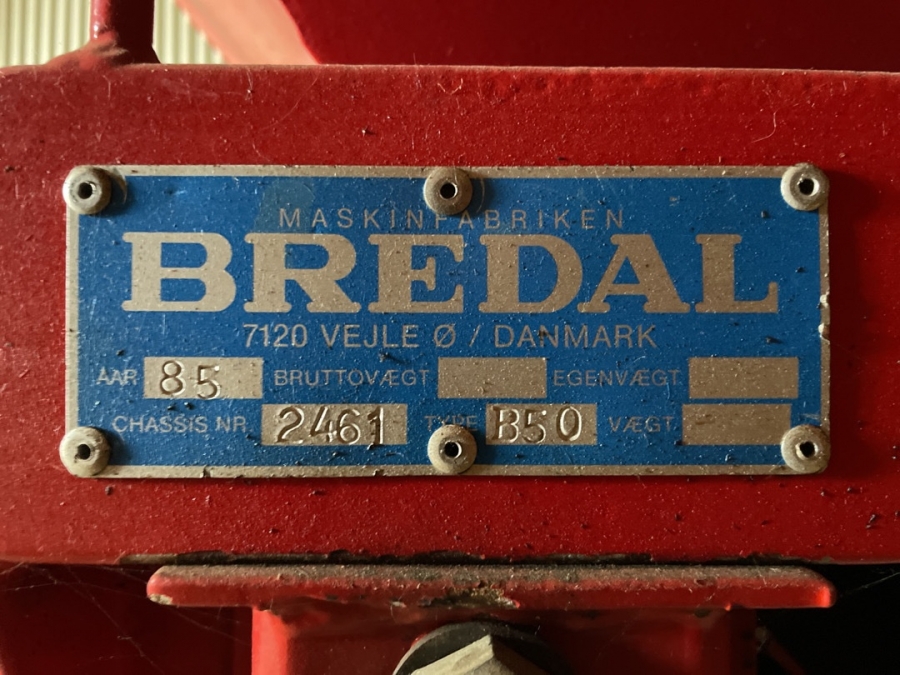 MASKINFABRIKEN
BREDAL
7120 VEJLE Ø / DANMARK
AAR 85 BRUTTOVÆGT EGENVÆGT
CHASSIS NR. 2461 TYPE B50 VÆGT